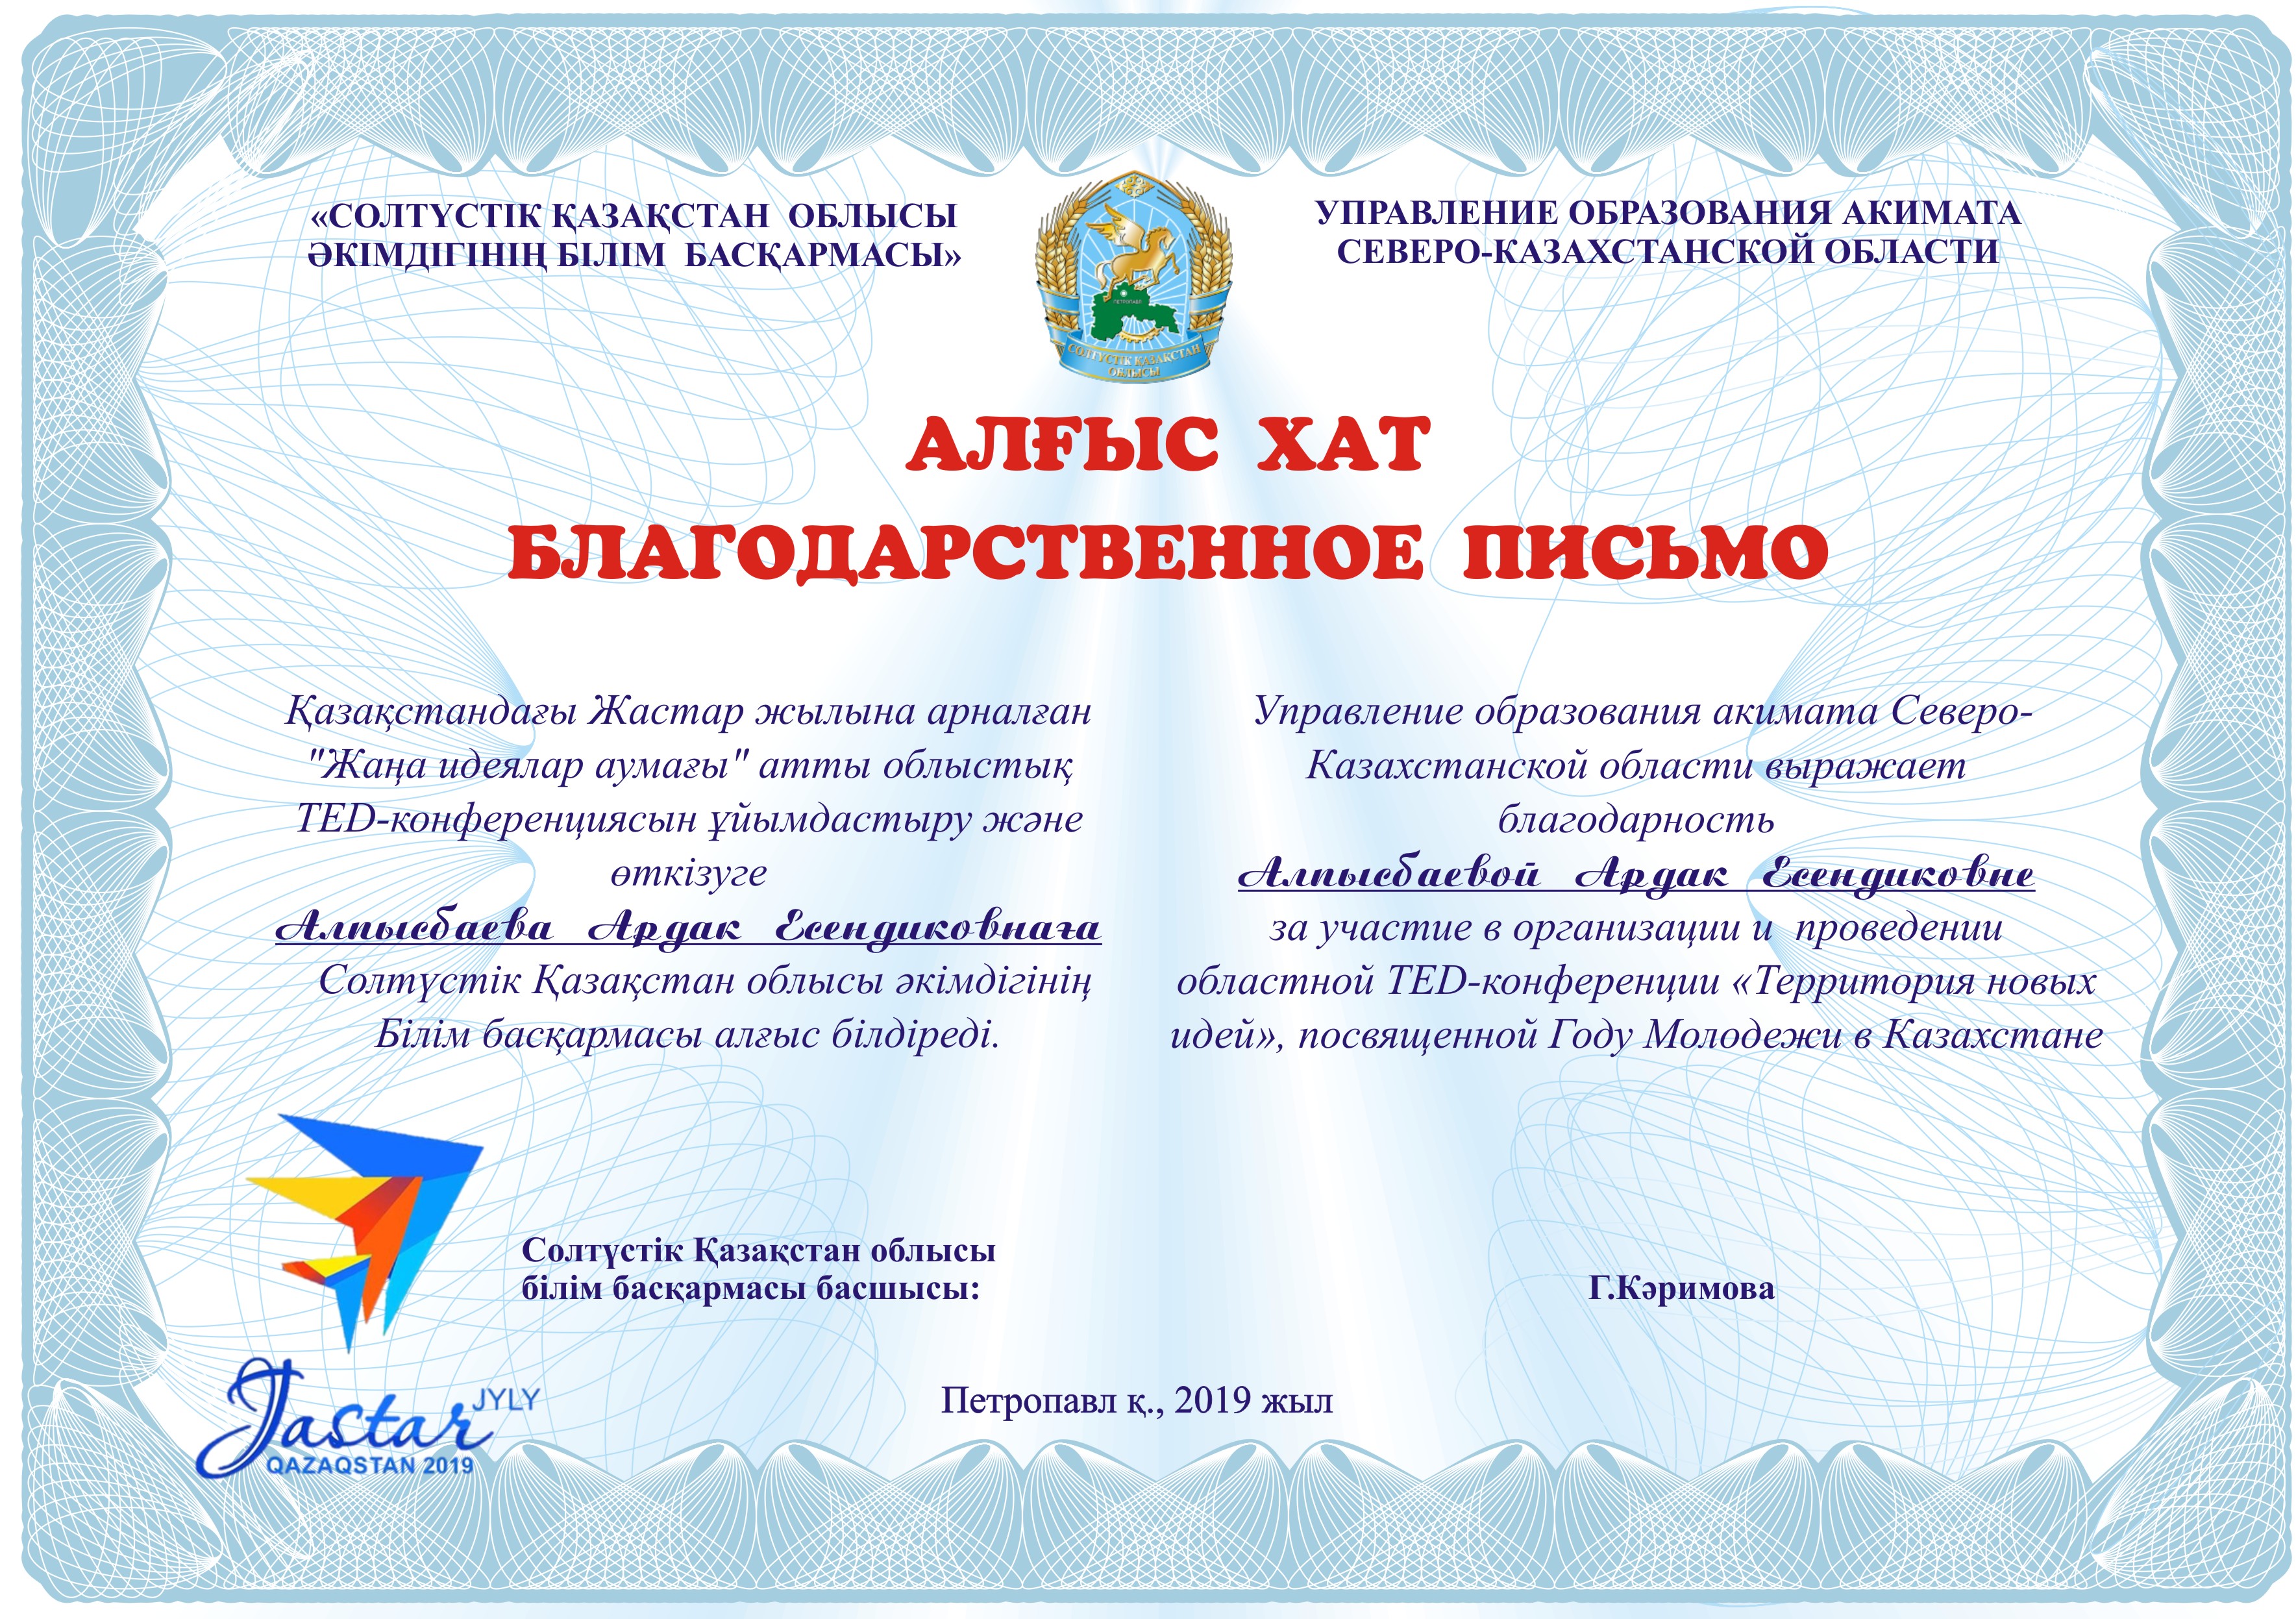 «СОЛТҮСТІК ҚАЗАҚСТАН ОБЛЫСЫ
ӘКІМДІГІНІҢ БІЛІМ БАСҚАРМАСЫ»
УПРАВЛЕНИЕ ОБРАЗОВАНИЯ АКИМАТА
СЕВЕРО-КАЗАХСТАНСКОЙ ОБЛАСТИ
ПЕТРОПАВЛ
СОЛТҮСТІК ҚАЗАҚСТАН
ОБЛЫСЫ
АЛҒЫС ХАТ
БЛАГОДАРСТВЕННОЕ ПИСЬМО
Қазақстандағы Жастар жылына арналған
"Жаңа идеялар аумағы" атты облыстық
TED-конференциясын ұйымдастыру және
өткізуге
Алпысбаева Ардак Есендиковнаға
Солтүстік Қазақстан облысы әкімдігінің
Білім басқармасы алғыс білдіреді.
Управление образования акимата Северо-
Казахстанской области выражает
благодарность
Алпысбаевой Ардак Есендиковне
за участие в организации и проведении
областной TED-конференции «Территория новых
идей», посвященной Году Молодежи в Казахстане
Солтүстік Қазақстан облысы
білім басқармасы басшысы:
Г.Кәримова
Jastar JYLY
QAZAQSTAN 2019
Петропавл қ., 2019 жыл